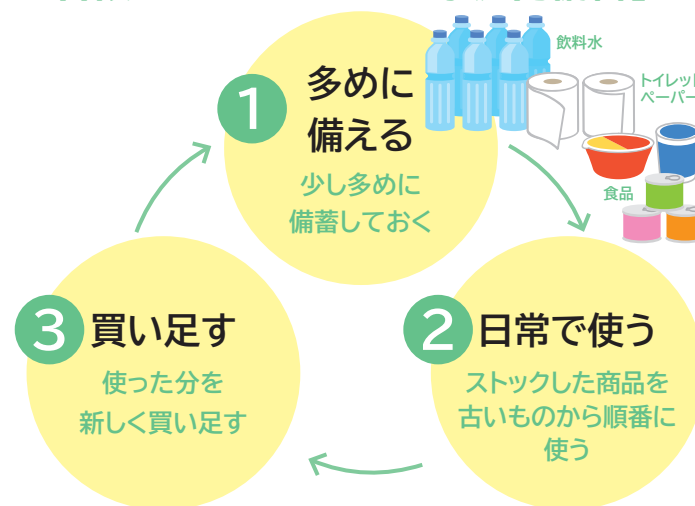 飲料水
トイレット
ペーパー
食品
1
多めに
備える
少し多めに
備蓄しておく
2
日常で使う
ストックした商品を
古いものから順番に
使う
3
買い足す
使った分を
新しく買い足す